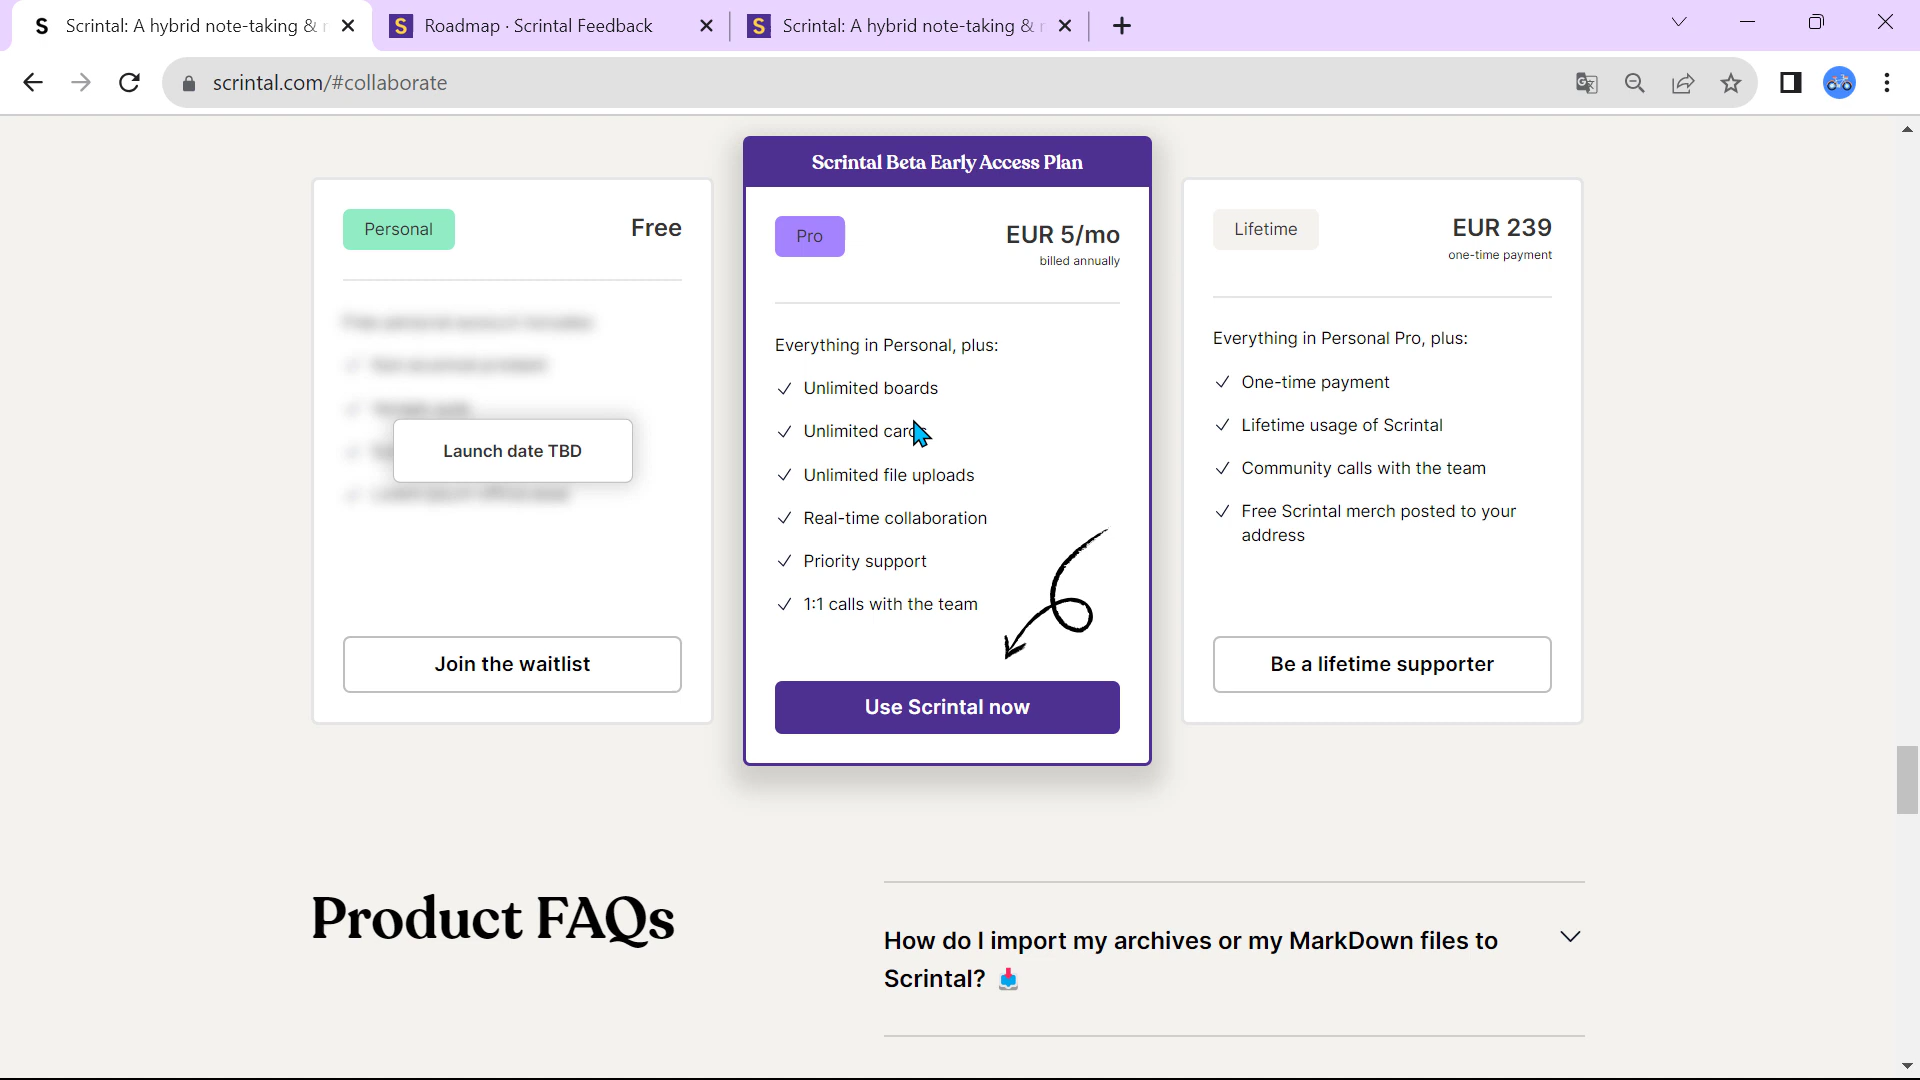 Scrintal: A hybrid note-taking &
Roadmap · Scrintal Feedback
Scrintal: A hybrid note-taking &
scrintal.com/#collaborate
Scrintal Beta Early Access Plan
Personal
Free
Launch date TBD
Join the waitlist
Pro
EUR 5/mo
billed annually
Everything in Personal, plus:
Unlimited boards
Unlimited cards
Unlimited file uploads
Real-time collaboration
Priority support
1:1 calls with the team
Use Scrintal now
Lifetime
EUR 239
one-time payment
Everything in Personal Pro, plus:
One-time payment
Lifetime usage of Scrintal
Community calls with the team
Free Scrintal merch posted to your
address
Be a lifetime supporter
Product FAQs
How do I import my archives or my MarkDown files to
Scrintal? 📥